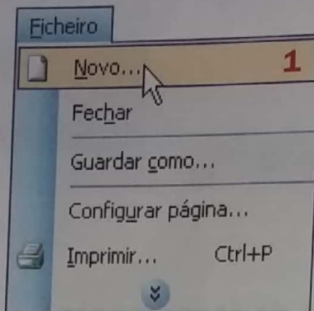 Ficheiro
Novo... 1
Fechar
Guardar como...
Configurar página...
Imprimir... Ctrl+P